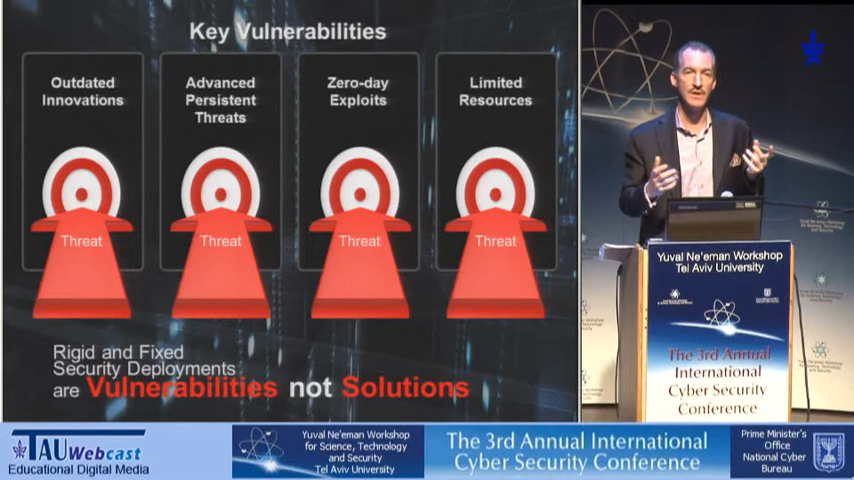 Key Vulnerabilities
Outdated
Innovations
Advanced
Persistent
Threats
Zero-day
Exploits
Limited
Resources
Threat
Threat
Threat
Threat
Rigid and Fixed
Security Deployments
are Vulnerabilities not Solutions
Yuval Ne'eman Workshop
Tel Aviv University
The 3rd Annual
International
Cyber Security
Conference
TAU Webcast
Educational Digital Media
Yuval Ne'eman Workshop
for Science, Technology
and Security
Tel Aviv University
The 3rd Annual International
Cyber Security Conference
Prime Minister's
Office
National Cyber
Bureau